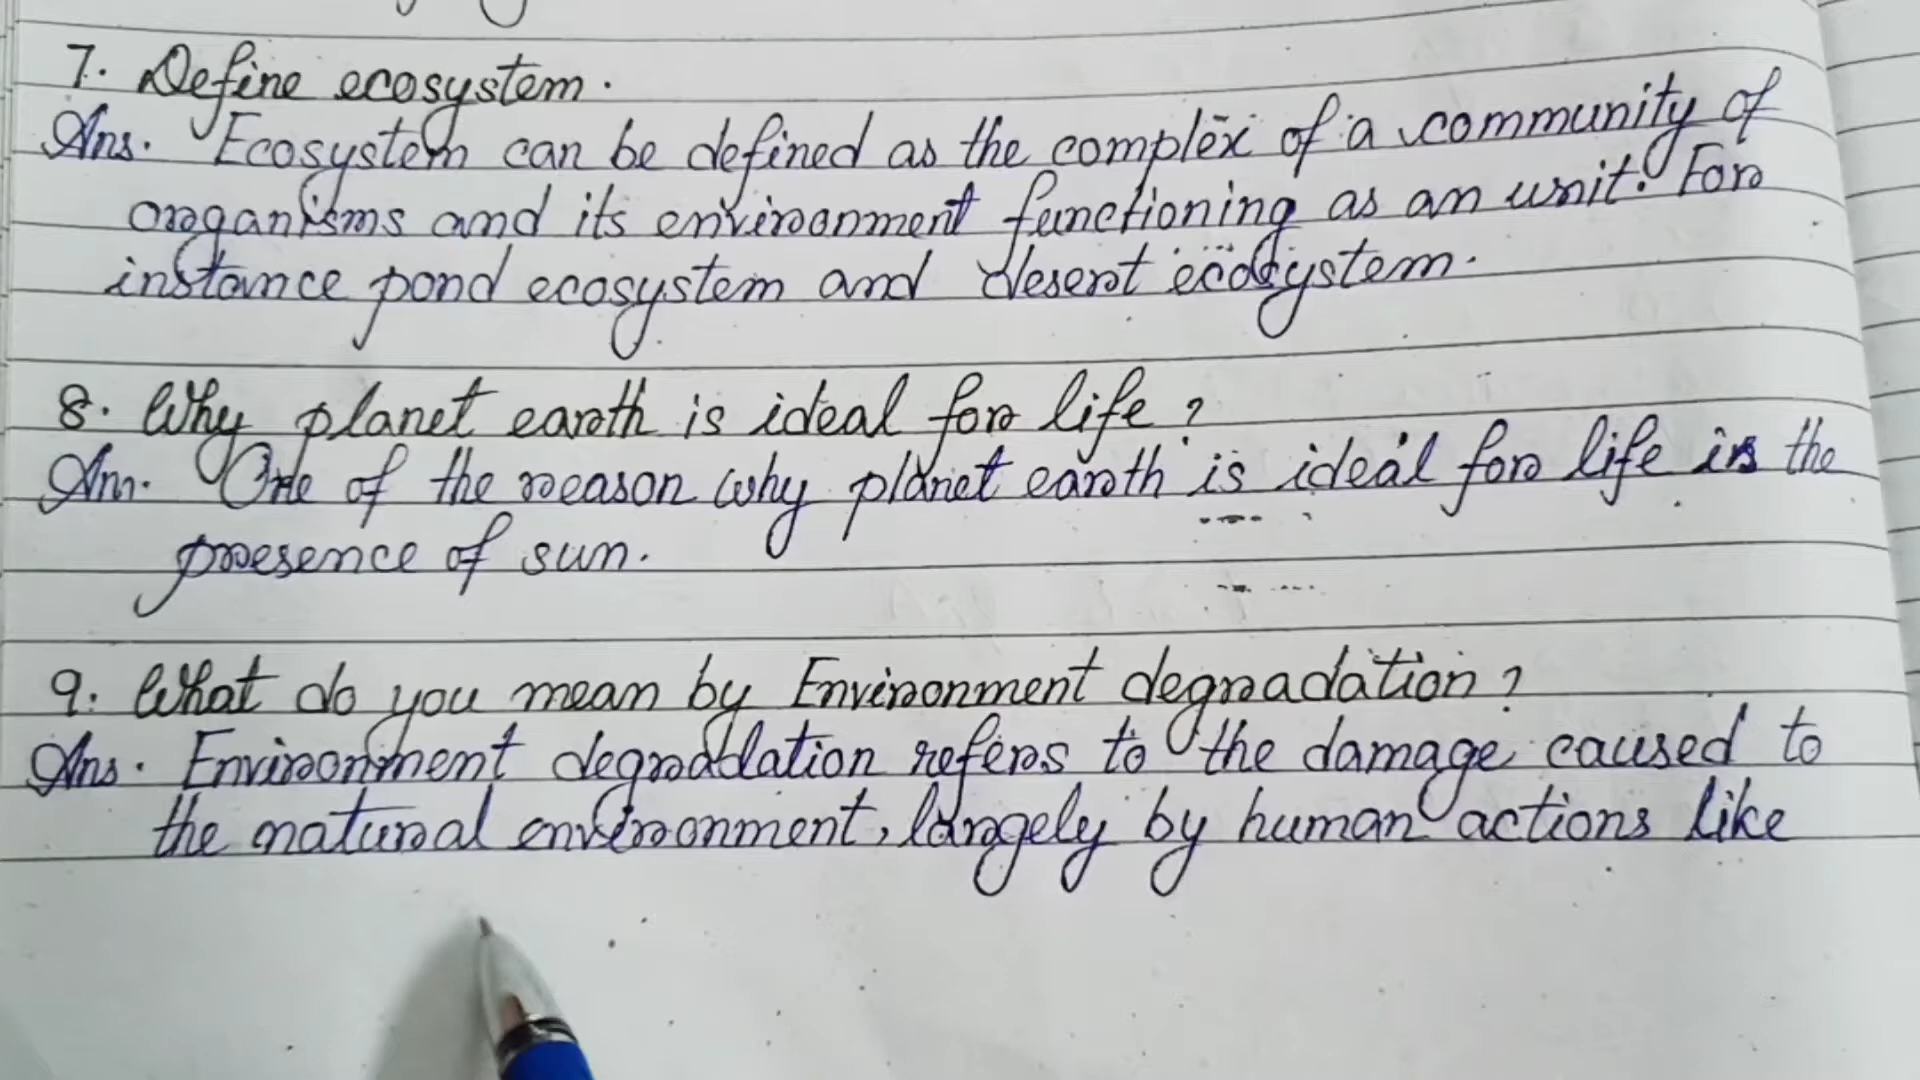 7. Define ecosystem.
Ans. Ecosystem can be defined as the complex of a community of
organisms and its environment functioning as an unit. For
instance pond ecosystem and desert ecosystem.
8. Why planet earth is ideal for life?
Ans. One of the reason why planet earth is ideal for life is the
presence of sun.
9. What do you mean by Environment degradation?
Ans. Environment degradation refers to the damage caused to
the natural environment, largely by human actions like